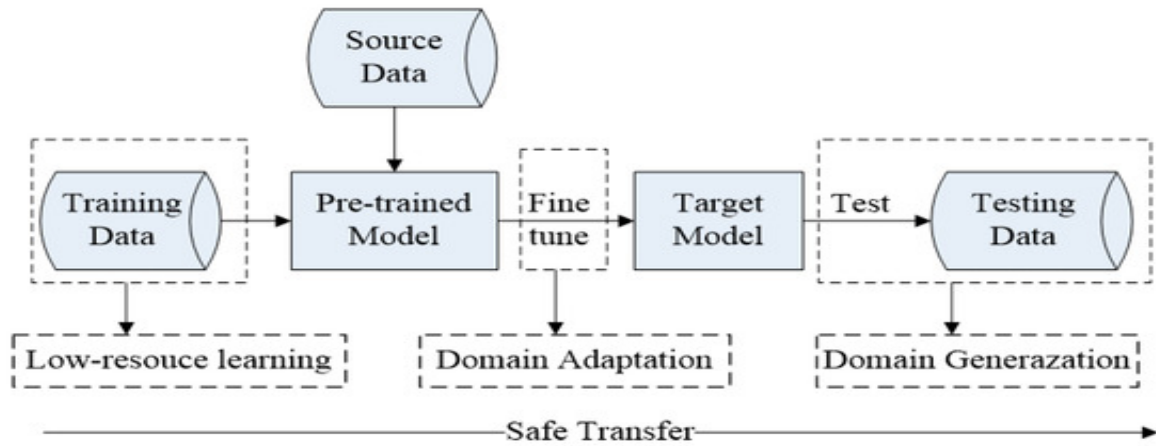 Source
Data
Training
Data
Pre-trained
Model
Fine
tune
Target
Model
Test
Testing
Data
Low-resouce learning
Domain Adaptation
Domain Generazation
Safe Transfer